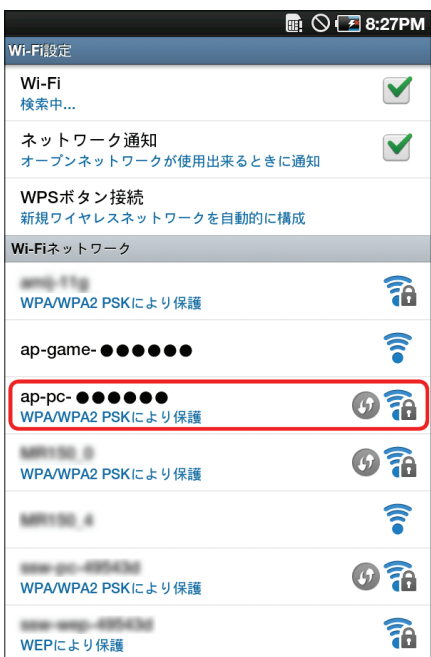 8:27PM
Wi-Fi設定
Wi-Fi
検索中...
ネットワーク通知
オープンネットワークが使用出来るときに通知
WPSボタン接続
新規ワイヤレスネットワークを自動的に構成
Wi-Fiネットワーク
WPA/WPA2 PSKにより保護
ap-game-●●●●●●
ap-pc-●●●●●●
WPA/WPA2 PSKにより保護
WPA/WPA2 PSKにより保護
WPA/WPA2 PSKにより保護
WEPにより保護